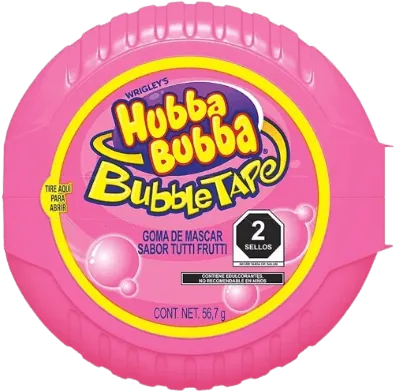 WRIGLEY'S
Hubba
Bubba
BubbleTape
TIRE AQUÍ
PARA
ABRIR
GOMA DE MASCAR
SABOR TUTTI FRUTTI
2
SELLOS
CONTIENE EDULCORANTES,
NO RECOMENDABLE EN NIÑOS
CONT. NET. 56,7 g